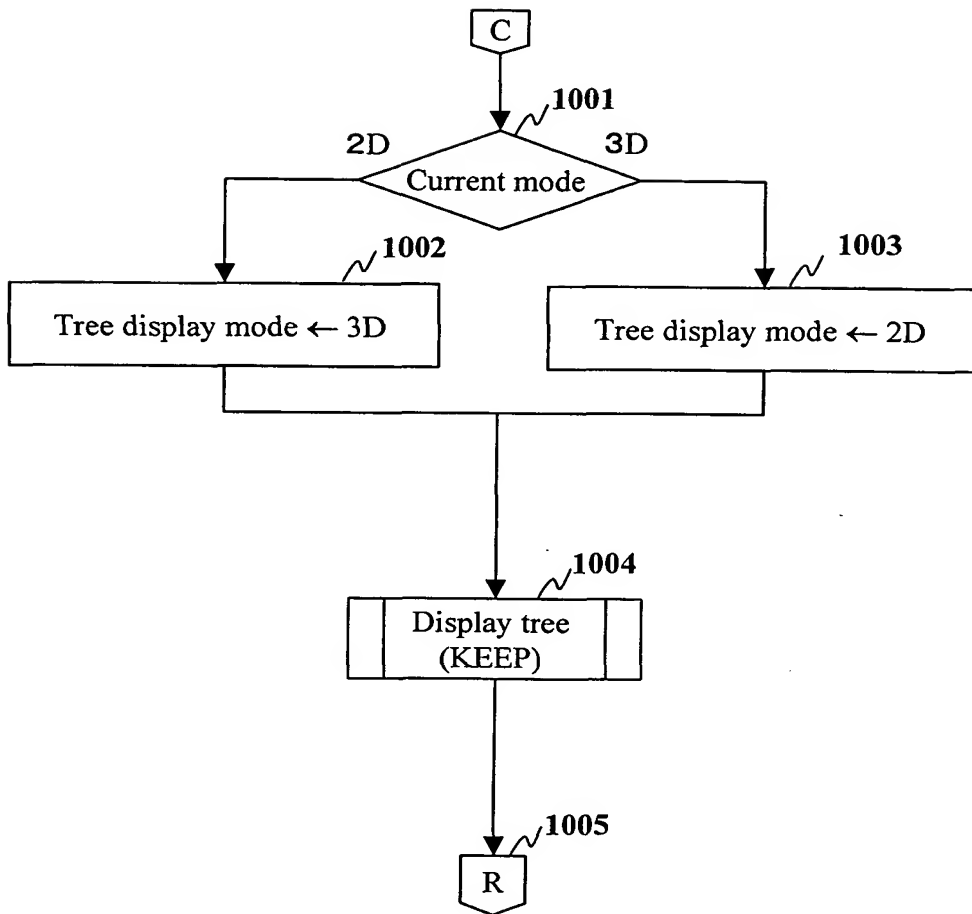 C
1001
2D
3D
Current mode
1002
1003
Tree display mode ← 3D
Tree display mode ← 2D
1004
Display tree
(KEEP)
1005
R